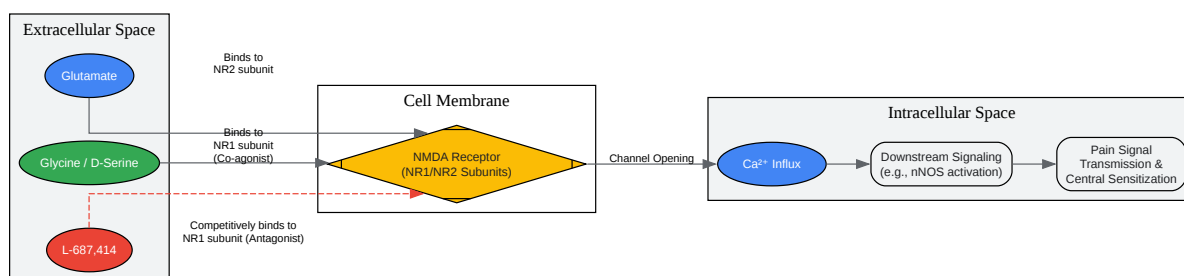 Extracellular Space
Glutamate
Glycine / D-Serine
L-687,414
Binds to
NR2 subunit
Binds to
NR1 subunit
(Co-agonist)
Competitively binds to
NR1 subunit (Antagonist)
Cell Membrane
NMDA Receptor
(NR1/NR2 Subunits)
Channel Opening
Intracellular Space
Ca²⁺ Influx
Downstream Signaling
(e.g., nNOS activation)
Pain Signal
Transmission &
Central Sensitization